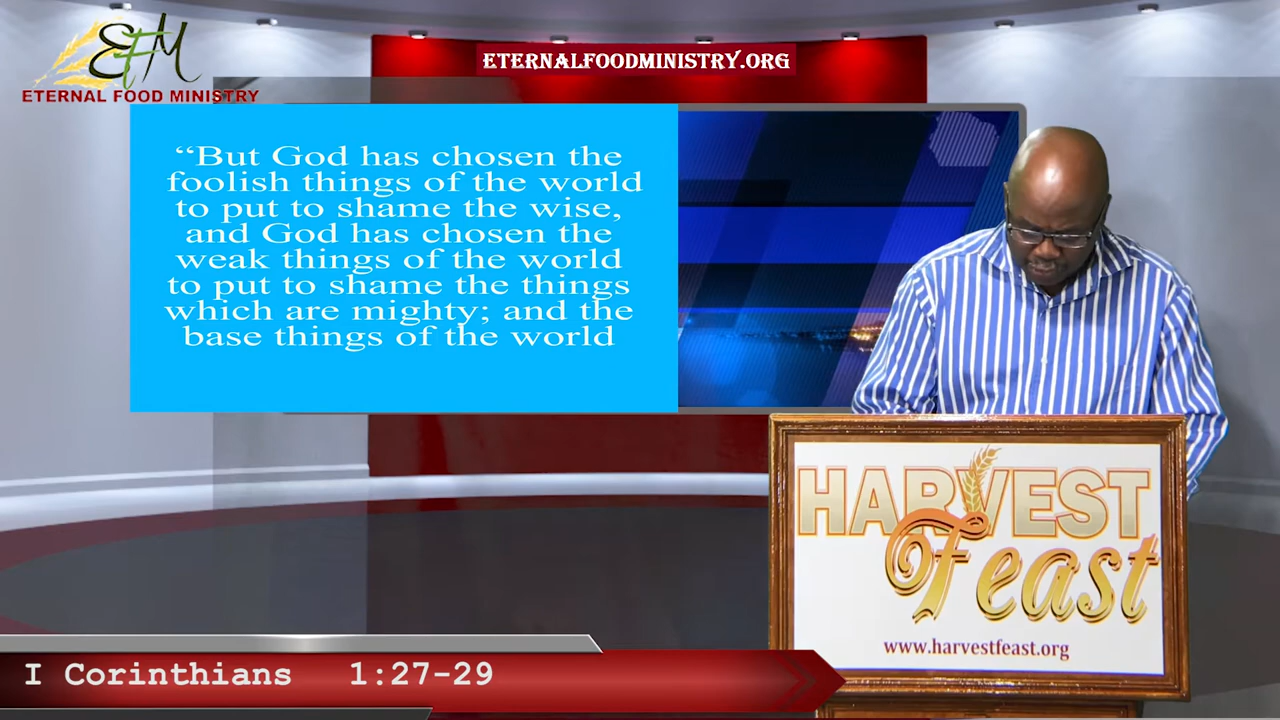 EFM
ETERNAL FOOD MINISTRY
ETERNALFOODMINISTRY.ORG
“But God has chosen the
foolish things of the world
to put to shame the wise,
and God has chosen the
weak things of the world
to put to shame the things
which are mighty; and the
base things of the world
HARVEST
Feast
www.harvestfeast.org
I Corinthians 1:27-29